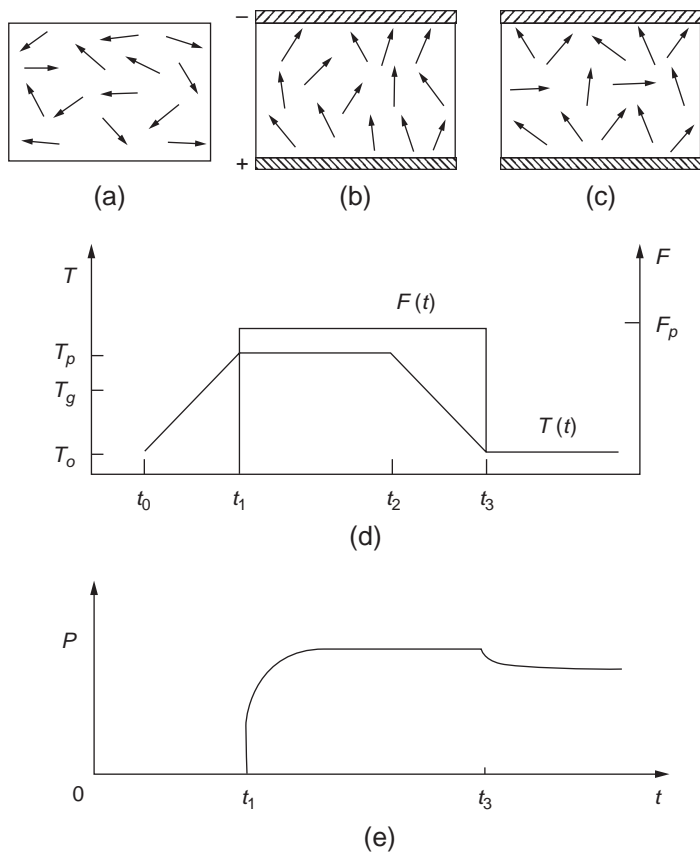 −
+
(a)
(b)
(c)
T
F
F (t)
F_p
T_p
T_g
T_o
T (t)
t_0
t_1
t_2
t_3
(d)
P
0
t_1
t_3
t
(e)